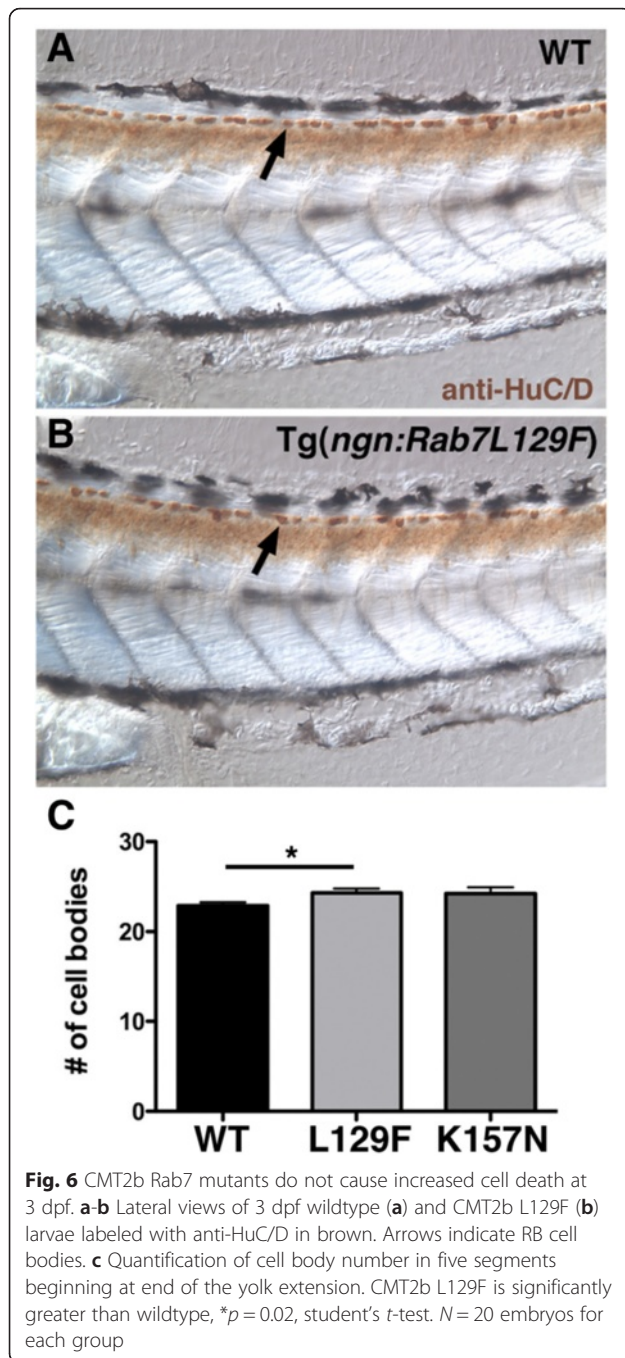 A
WT
anti-HuC/D
B
Tg(ngn:Rab7L129F)
C
*
30
20
10
0
# of cell bodies
WT L129F K157N
Fig. 6 CMT2b Rab7 mutants do not cause increased cell death at
3 dpf. a-b Lateral views of 3 dpf wildtype (a) and CMT2b L129F (b)
larvae labeled with anti-HuC/D in brown. Arrows indicate RB cell
bodies. c Quantification of cell body number in five segments
beginning at end of the yolk extension. CMT2b L129F is significantly
greater than wildtype, *p = 0.02, student's t-test. N = 20 embryos for
each group